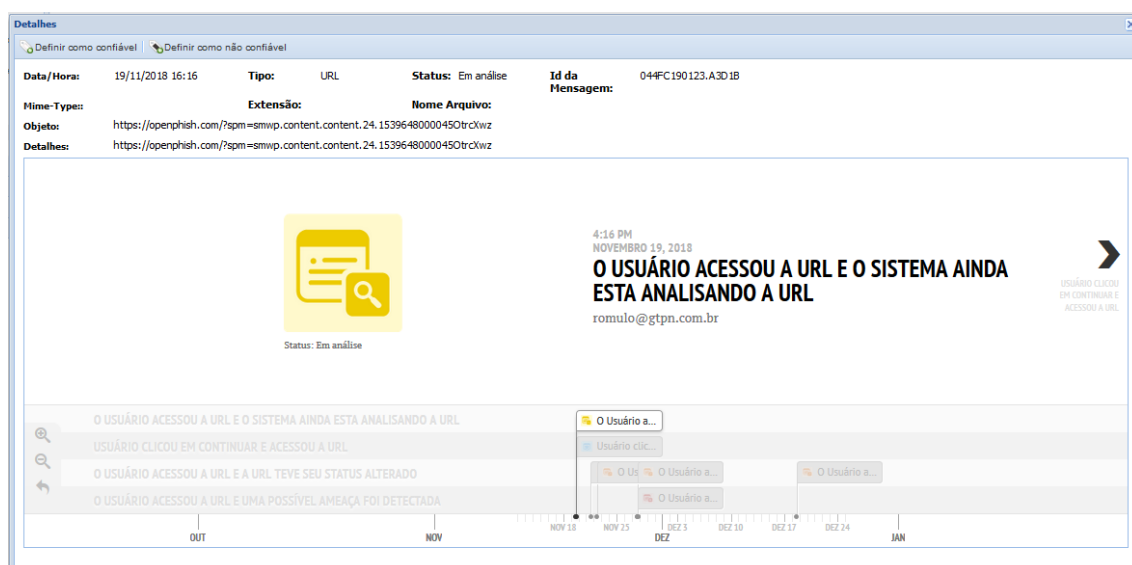 Detalhes
Definir como confiável Definir como não confiável
Data/Hora: 19/11/2018 16:16 Tipo: URL Status: Em análise Id da Mensagem: 044FC190123.A3D1B
Mime-Type:: Extensão: Nome Arquivo:
Objeto: https://openphish.com/?spm=smwp.content.content.24.1539648000045OtrcXwz
Detalhes: https://openphish.com/?spm=smwp.content.content.24.1539648000045OtrcXwz
4:16 PM
NOVEMBRO 19, 2018
O USUÁRIO ACESSOU A URL E O SISTEMA AINDA
ESTA ANALISANDO A URL
romulo@gtpn.com.br
Status: Em análise
USUÁRIO CLICOU
EM CONTINUAR E
ACESSOU A URL
O USUÁRIO ACESSOU A URL E O SISTEMA AINDA ESTA ANALISANDO A URL O Usuário a...
USUÁRIO CLICOU EM CONTINUAR E ACESSOU A URL Usuário clic...
O USUÁRIO ACESSOU A URL E A URL TEVE SEU STATUS ALTERADO O Us O Usuário a... O Usuário a...
O USUÁRIO ACESSOU A URL E UMA POSSÍVEL AMEAÇA FOI DETECTADA O Usuário a...
NOV 18 NOV 25 DEZ 3 DEZ 10 DEZ 17 DEZ 24
OUT NOV DEZ JAN